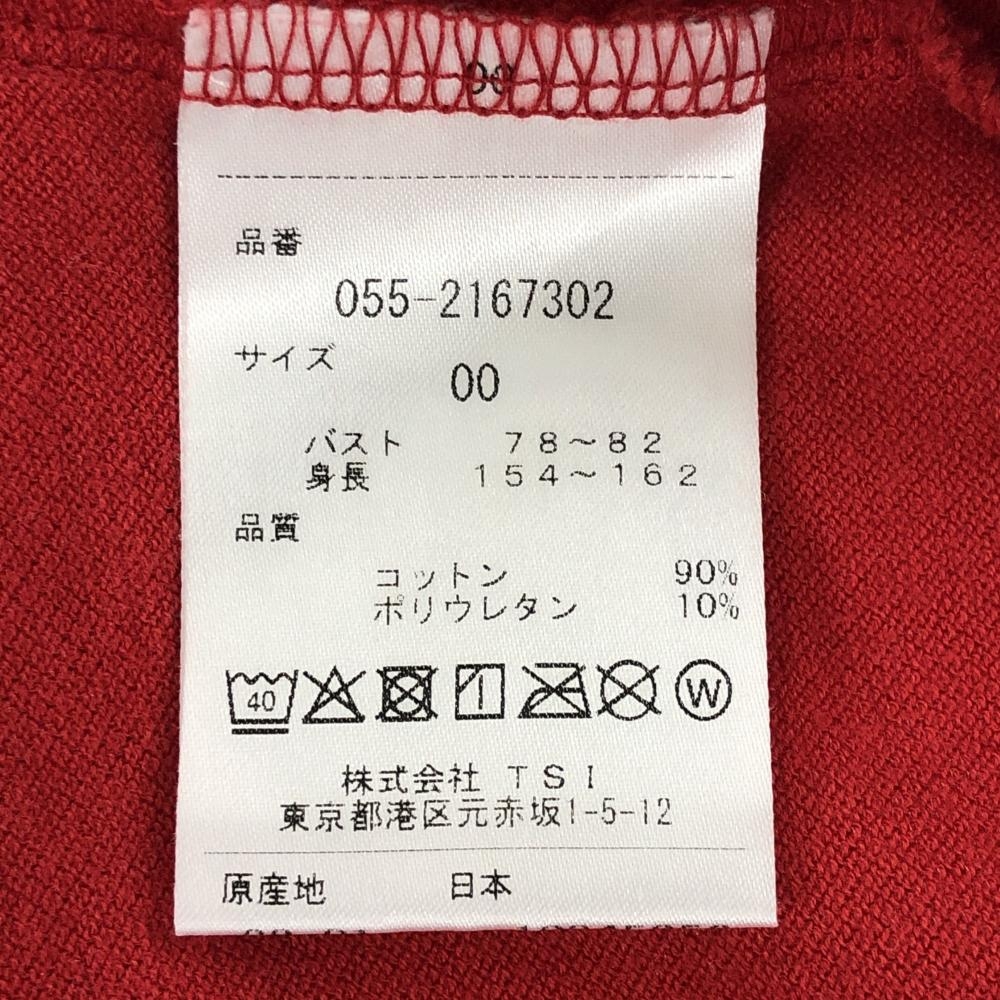 00
品番
055-2167302
サイズ
00
バスト 78~82
身長 154~162
品質
コットン 90%
ポリウレタン 10%
40 W
株式会社 TSI
東京都港区元赤坂1-5-12
原産地 日本